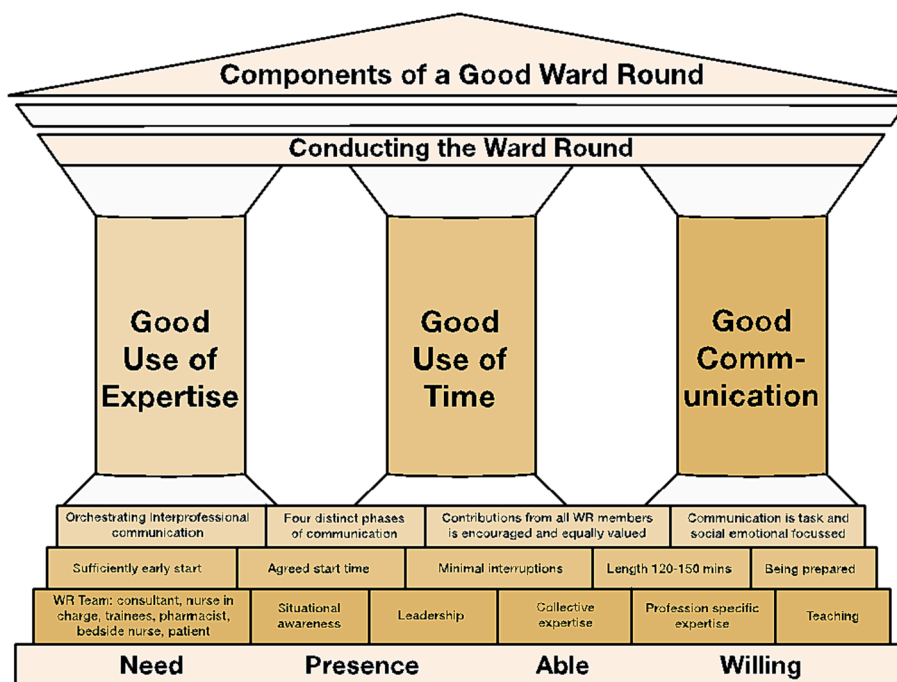 Components of a Good Ward Round
Conducting the Ward Round
Good
Use of
Expertise
Good
Use of
Time
Good
Comm-
unication
Orchestrating Interprofessional
communication
Four distinct phases
of communication
Contributions from all WR members
is encouraged and equally valued
Communication is task and
social emotional focussed
Sufficiently early start
Agreed start time
Minimal interruptions
Length 120-150 mins
Being prepared
WR Team: consultant, nurse in
charge, trainees, pharmacist,
bedside nurse, patient
Situational
awareness
Leadership
Collective
expertise
Profession specific
expertise
Teaching
Need Presence Able Willing